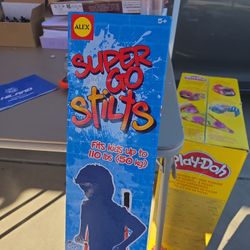 ALEX
5+
SUPER
GO
STILTS
Fits kids up to
110 lbs (50 kg)
Play-Doh